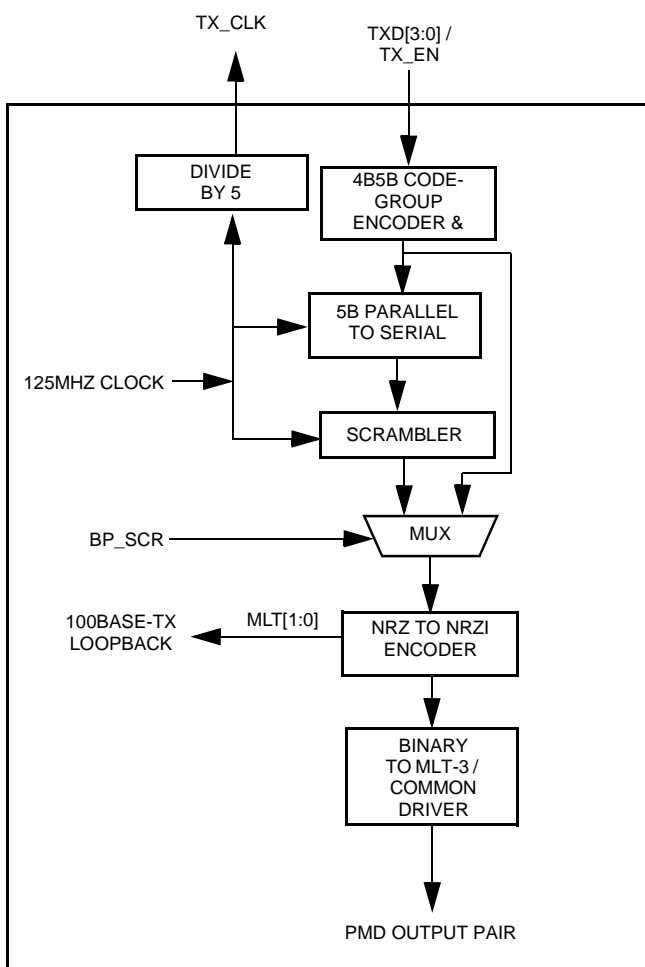 TX_CLK
TXD[3:0] /
TX_EN
DIVIDE
BY 5
4B5B CODE-
GROUP
ENCODER &
5B PARALLEL
TO SERIAL
125MHZ CLOCK
SCRAMBLER
BP_SCR
MUX
100BASE-TX
LOOPBACK
MLT[1:0]
NRZ TO NRZI
ENCODER
BINARY
TO MLT-3 /
COMMON
DRIVER
PMD OUTPUT PAIR